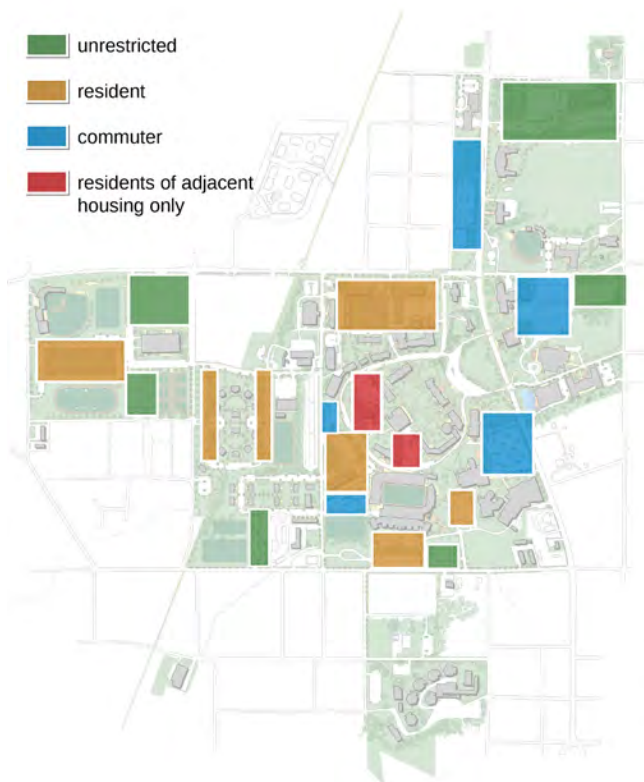 unrestricted
resident
commuter
residents of adjacent
housing only